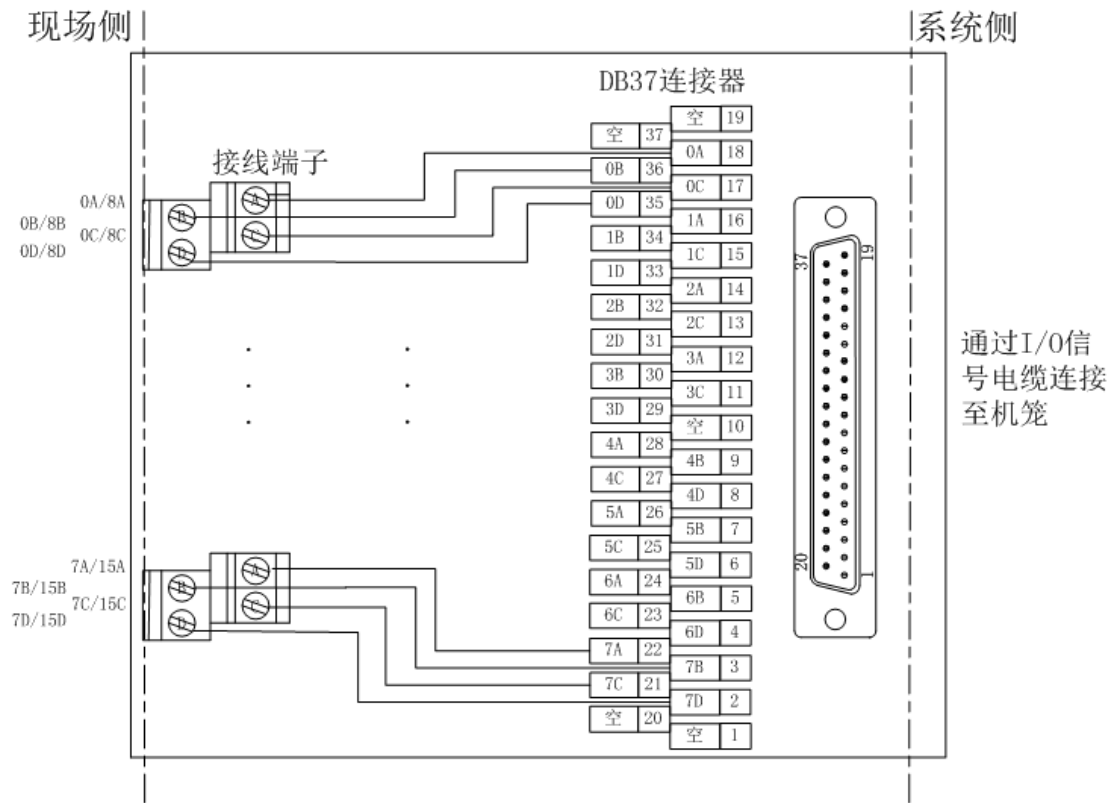 现场侧
系统侧
DB37连接器
接线端子
空 19
空 37
0A 18
0B 36
0C 17
0D 35
1A 16
1B 34
1C 15
1D 33
2A 14
2B 32
2C 13
2D 31
3A 12
3B 30
3C 11
3D 29
空 10
4A 28
4B 9
4C 27
4D 8
5A 26
5B 7
5C 25
5D 6
6A 24
6B 5
6C 23
6D 4
7A 22
7B 3
7C 21
7D 2
空 20
空 1
0A/8A
0B/8B
0C/8C
0D/8D
A
B
C
D
7A/15A
7B/15B
7C/15C
7D/15D
A
B
C
D
37
19
20
1
通过I/O信
号电缆连接
至机笼